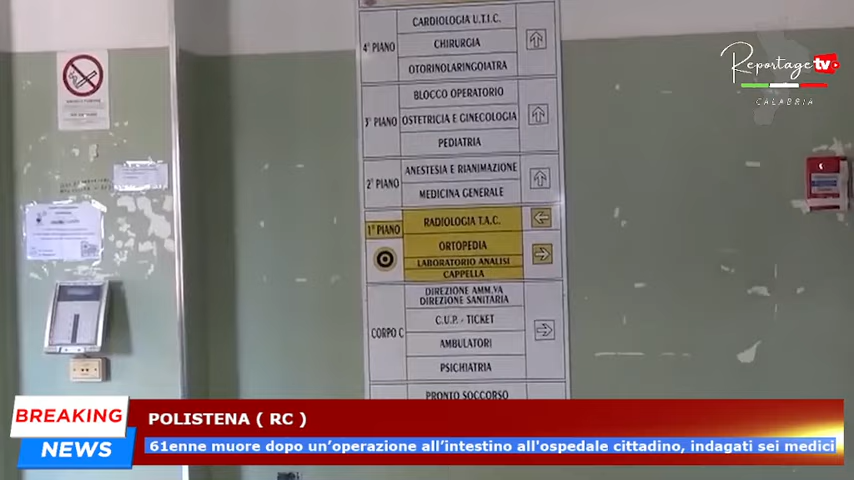 CARDIOLOGIA U.T.I.C.
4° PIANO
CHIRURGIA
OTORINOLARINGOIATRA
BLOCCO OPERATORIO
3° PIANO
OSTETRICIA E GINECOLOGIA
PEDIATRIA
ANESTESIA E RIANIMAZIONE
2° PIANO
MEDICINA GENERALE
RADIOLOGIA T.A.C.
1° PIANO
ORTOPEDIA
LABORATORIO ANALISI
CAPPELLA
DIREZIONE AMM.VA
DIREZIONE SANITARIA
CORPO C
C.U.P. - TICKET
AMBULATORI
PSICHIATRIA
PRONTO SOCCORSO
Reportage tv
CALABRIA
BREAKING
NEWS
POLISTENA ( RC )
61enne muore dopo un’operazione all’intestino all'ospedale cittadino, indagati sei medici